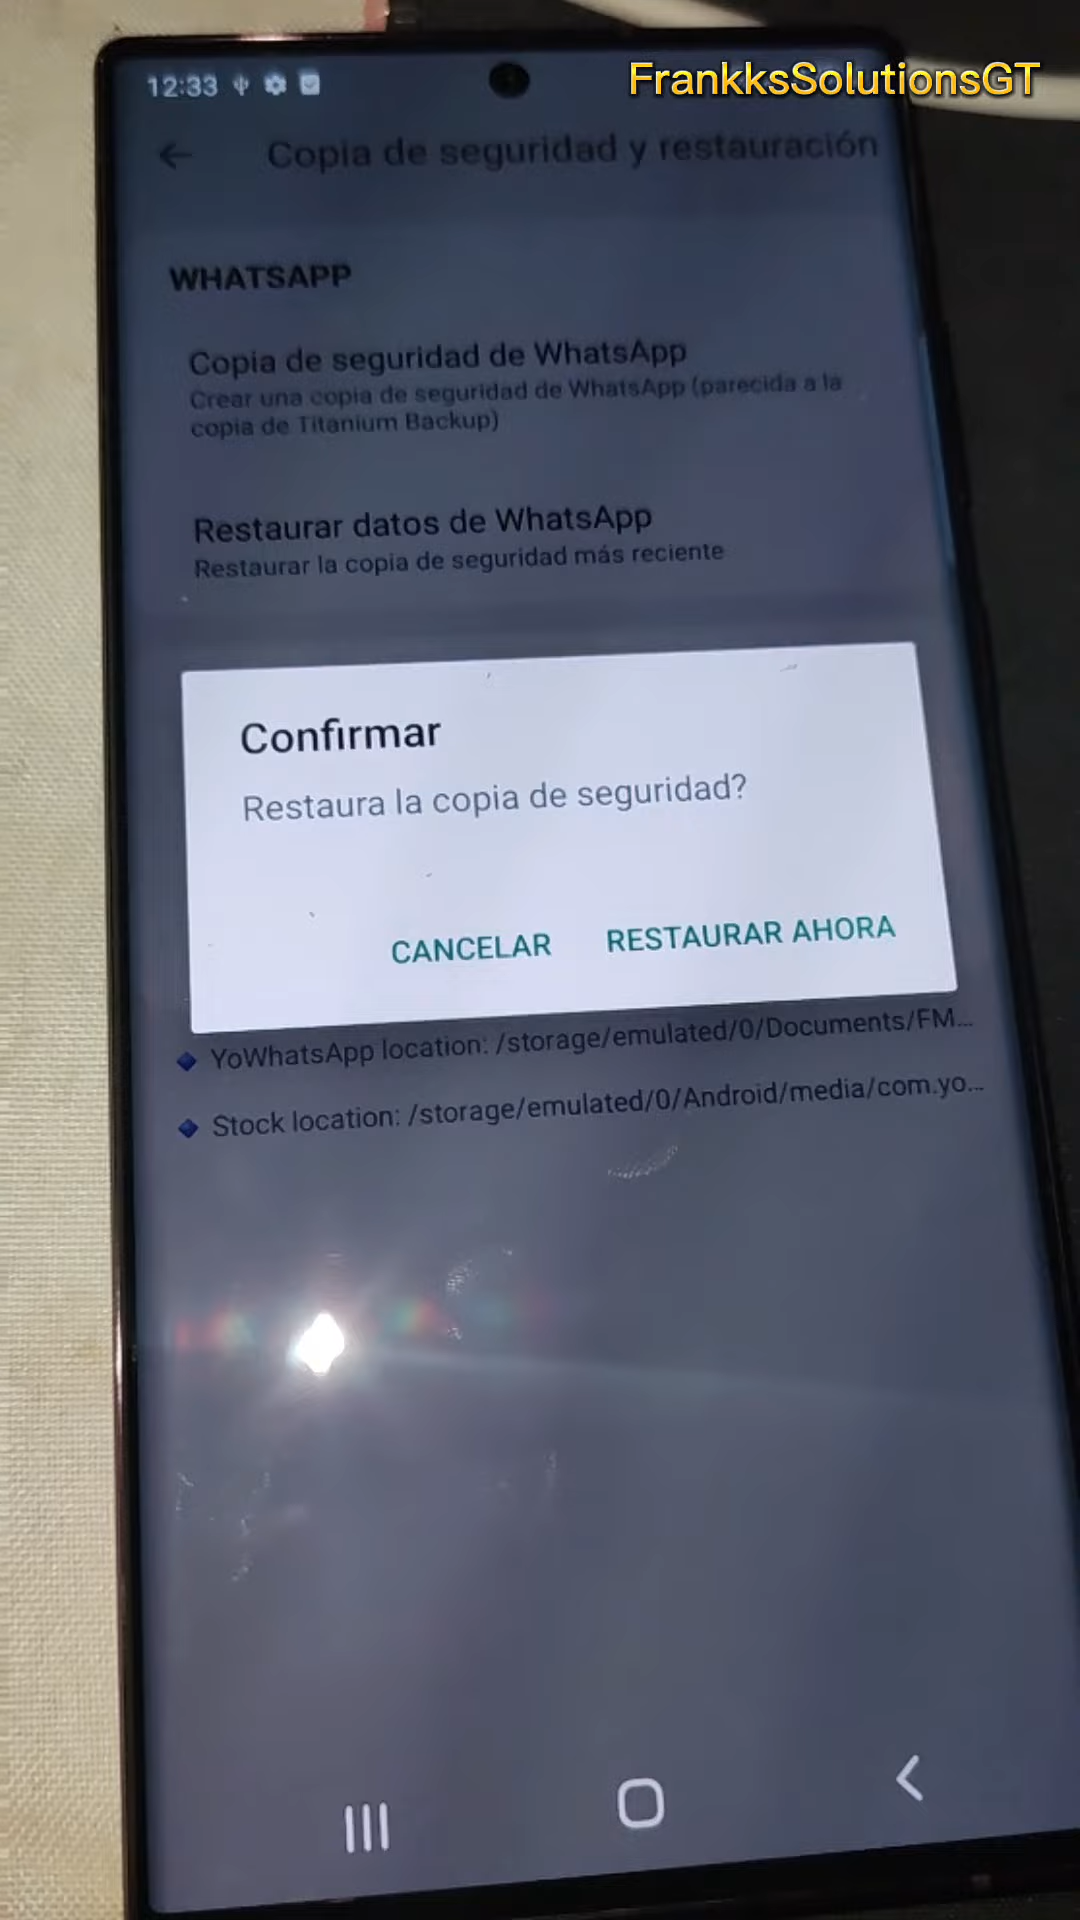 12:33
FrankksSolutionsGT
Copia de seguridad y restauración
WHATSAPP
Copia de seguridad de WhatsApp
Crear una copia de seguridad de WhatsApp (parecida a la
copia de Titanium Backup)
Restaurar datos de WhatsApp
Restaurar la copia de seguridad más reciente
Confirmar
Restaura la copia de seguridad?
CANCELAR
RESTAURAR AHORA
YoWhatsApp location: /storage/emulated/0/Documents/FM...
Stock location: /storage/emulated/0/Android/media/com.yo...